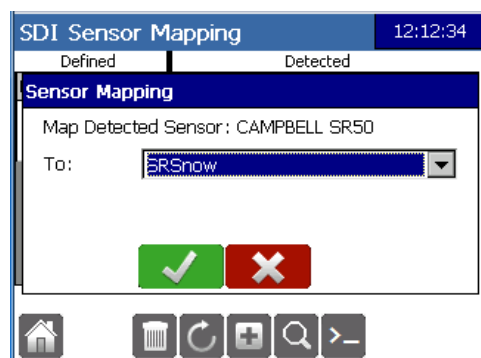 SDI Sensor Mapping 12:12:34
Defined Detected
Sensor Mapping
Map Detected Sensor: CAMPBELL SR50
To: SRSnow
>_